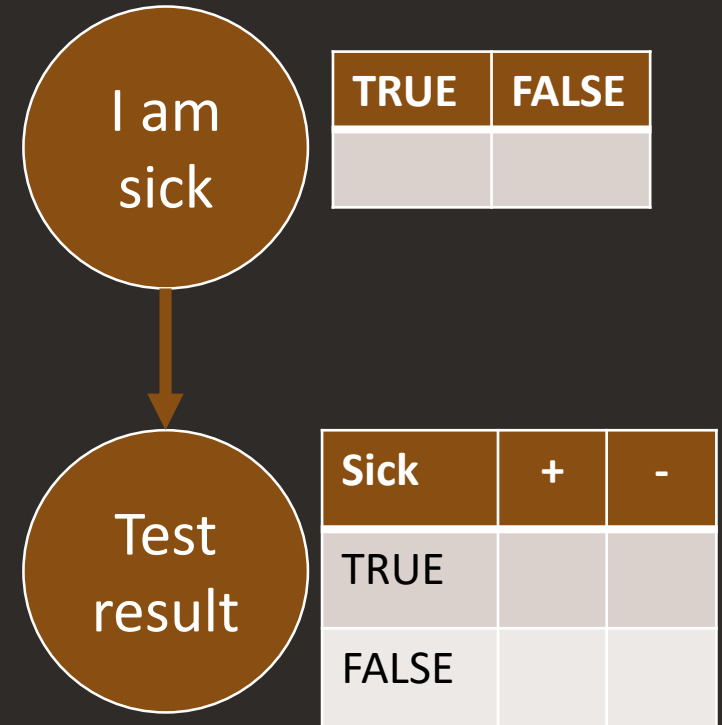 I am
sick
TRUE FALSE
Test
result
Sick + -
TRUE
FALSE